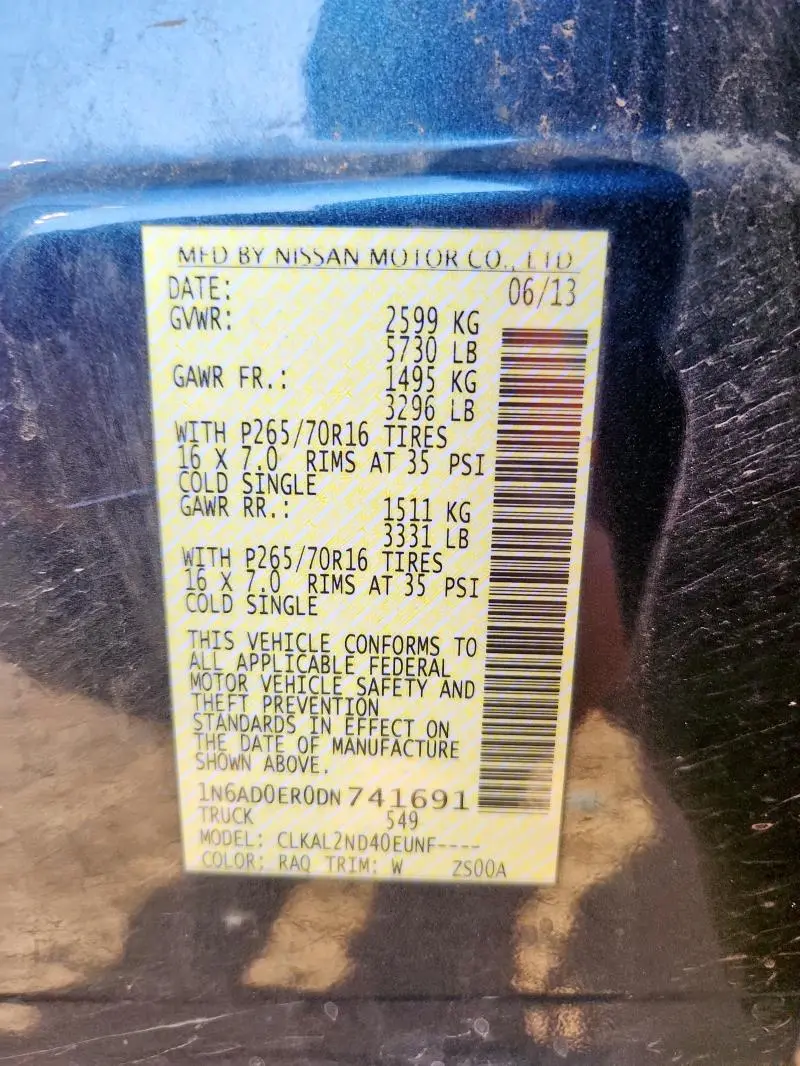 MFD BY NISSAN MOTOR CO., LTD
DATE: 06/13
GVWR: 2599 KG
5730 LB
GAWR FR.: 1495 KG
3296 LB
WITH P265/70R16 TIRES
16 X 7.0 RIMS AT 35 PSI
COLD SINGLE
GAWR RR.: 1511 KG
3331 LB
WITH P265/70R16 TIRES
16 X 7.0 RIMS AT 35 PSI
COLD SINGLE
THIS VEHICLE CONFORMS TO
ALL APPLICABLE FEDERAL
MOTOR VEHICLE SAFETY AND
THEFT PREVENTION
STANDARDS IN EFFECT ON
THE DATE OF MANUFACTURE
SHOWN ABOVE.
1N6AD0ER0DN 741691
TRUCK 549
MODEL: CLKAL2ND40EUNF----
COLOR: RAQ TRIM: W ZS00A